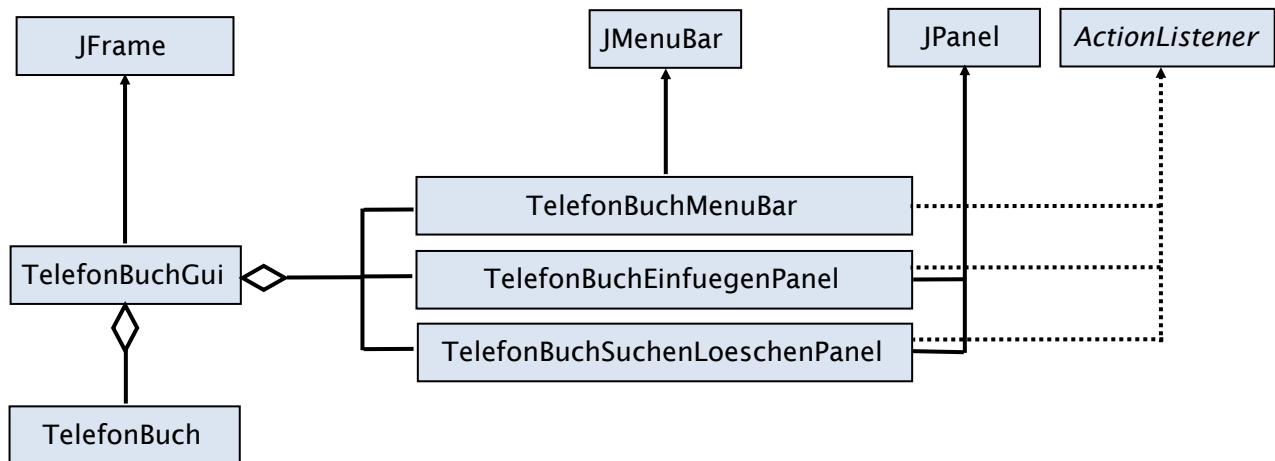 JFrame
JMenuBar
JPanel
ActionListener
TelefonBuchMenuBar
TelefonBuchGui
TelefonBuchEinfuegenPanel
TelefonBuchSuchenLoeschenPanel
TelefonBuch